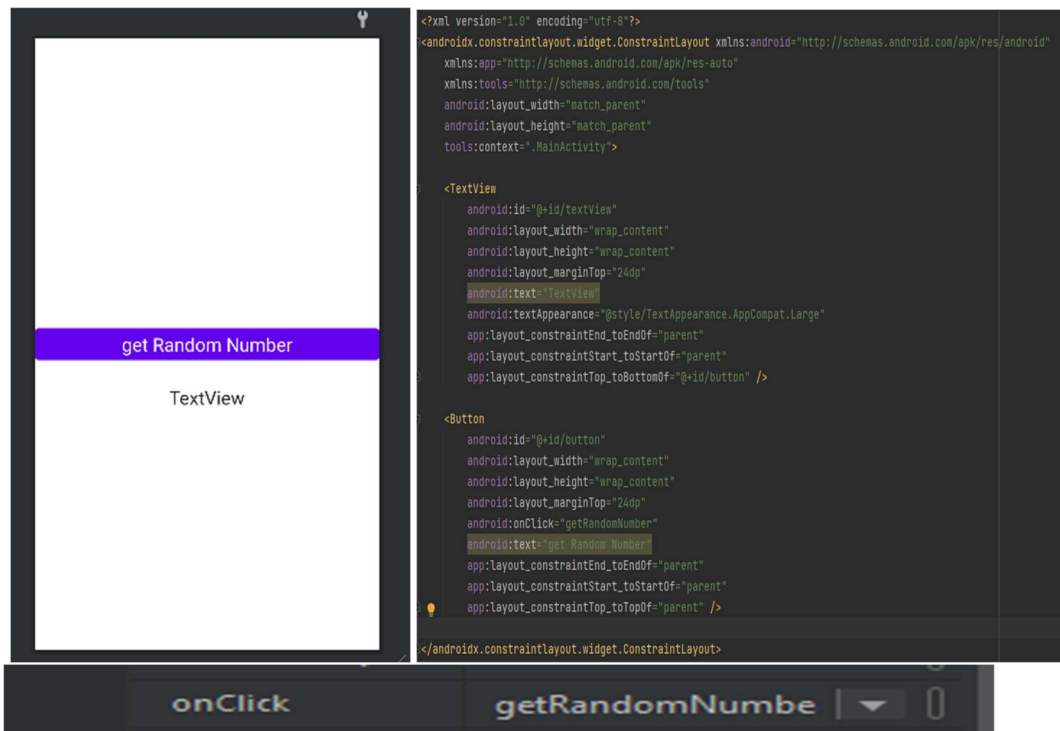 get Random Number
TextView
<?xml version="1.0" encoding="utf-8"?>
<androidx.constraintlayout.widget.ConstraintLayout xmlns:android="http://schemas.android.com/apk/res/android"
xmlns:app="http://schemas.android.com/apk/res-auto"
xmlns:tools="http://schemas.android.com/tools"
android:layout_width="match_parent"
android:layout_height="match_parent"
tools:context=".MainActivity">
<TextView
android:id="@+id/textView"
android:layout_width="wrap_content"
android:layout_height="wrap_content"
android:layout_marginTop="24dp"
android:text="TextView"
android:textAppearance="@style/TextAppearance.AppCompat.Large"
app:layout_constraintEnd_toEndOf="parent"
app:layout_constraintStart_toStartOf="parent"
app:layout_constraintTop_toBottomOf="@+id/button" />
<Button
android:id="@+id/button"
android:layout_width="wrap_content"
android:layout_height="wrap_content"
android:layout_marginTop="24dp"
android:onClick="getRandomNumber"
android:text="get Random Number"
app:layout_constraintEnd_toEndOf="parent"
app:layout_constraintStart_toStartOf="parent"
app:layout_constraintTop_toTopOf="parent" />
</androidx.constraintlayout.widget.ConstraintLayout>
onClick getRandomNumbe